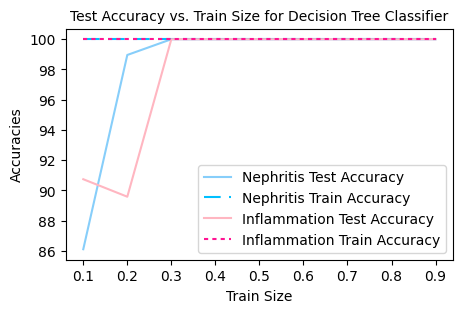 Test Accuracy vs. Train Size for Decision Tree Classifier
Accuracies
100
98
96
94
92
90
88
86
Nephritis Test Accuracy
Nephritis Train Accuracy
Inflammation Test Accuracy
Inflammation Train Accuracy
0.1 0.2 0.3 0.4 0.5 0.6 0.7 0.8 0.9
Train Size